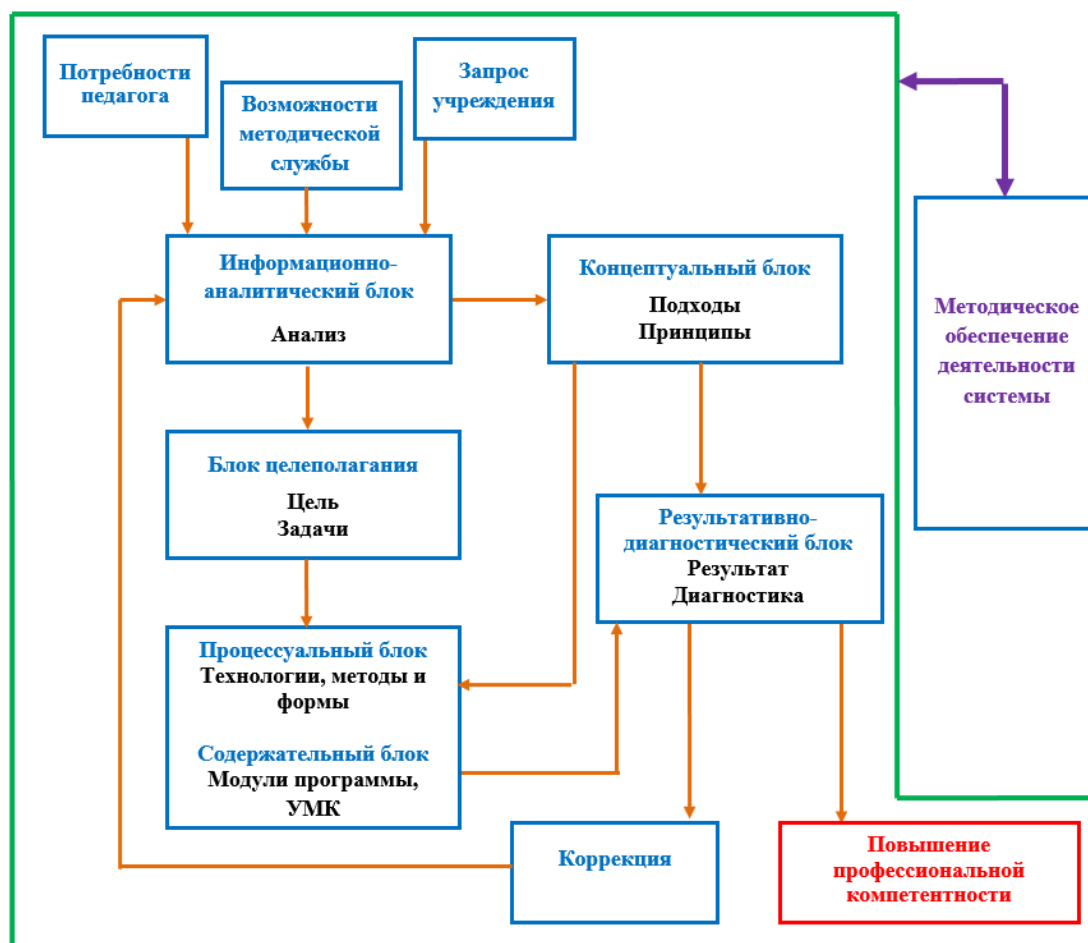 Потребности
педагога
Возможности
методической
службы
Запрос
учреждения
Информационно-
аналитический блок
Анализ
Концептуальный блок
Подходы
Принципы
Методическое
обеспечение
деятельности
системы
Блок целеполагания
Цель
Задачи
Результативно-
диагностический блок
Результат
Диагностика
Процессуальный блок
Технологии, методы и
формы
Содержательный блок
Модули программы,
УМК
Коррекция
Повышение
профессиональной
компетентности